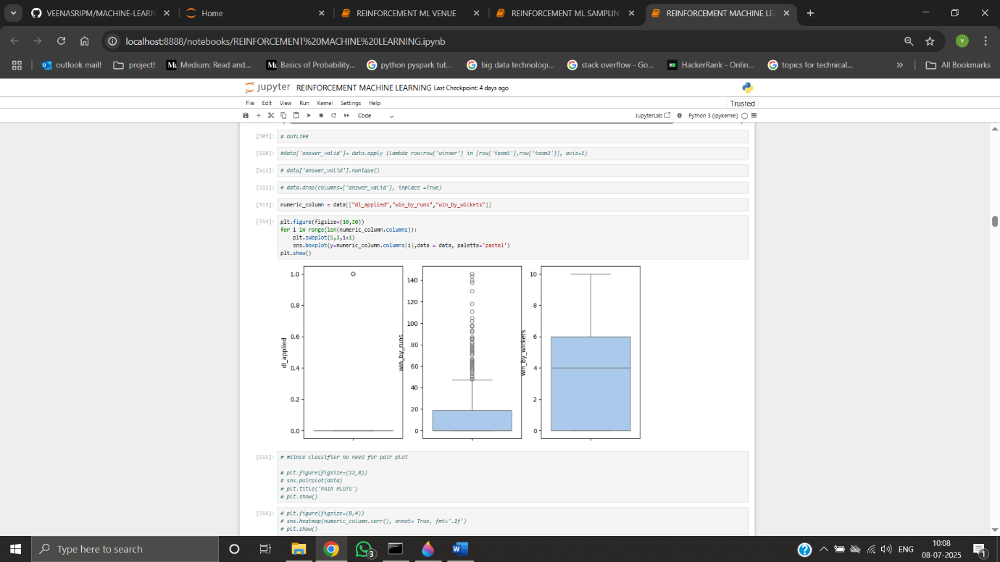 VEENASRIPM/MACHINE-LEARN
Home
REINFORCEMENT ML VENUE
REINFORCEMENT ML SAMPLIN
REINFORCEMENT MACHINE LE
localhost:8888/notebooks/REINFORCEMENT%20MACHINE%20LEARNING.ipynb
V
outlook mail!
project!
Medium: Read and...
Basics of Probability...
python pyspark tut...
big data technologi...
stack overflow - Go...
HackerRank - Onlin...
topics for technical...
»
All Bookmarks
jupyter REINFORCEMENT MACHINE LEARNING Last Checkpoint: 4 days ago
File Edit View Run Kernel Settings Help
Trusted
Code
JupyterLab
Python 3 (ipykernel)
[509]: # OUTLIER
[510]: #data['answer_valid']= data.apply (lambda row:row['winner'] in [row['team1'],row['team2']], axis=1)
[511]: # data['answer_valid'].nunique()
[512]: # data.drop(columns=['answer_valid'], inplace =True)
[513]: numeric_column = data[["dl_applied","win_by_runs","win_by_wickets"]]
[514]: plt.figure(figsize=(10,30))
for i in range(len(numeric_column.columns)):
plt.subplot(5,3,i+1)
sns.boxplot(y=numeric_column.columns[i],data = data, palette='pastel')
plt.show()
1.0
0.8
0.6
0.4
0.2
0.0
dl_applied
140
120
100
80
60
40
20
0
win_by_runs
10
8
6
4
2
0
win_by_wickets
[515]: # #since classifier no need for pair plot
# plt.figure(figsize=(12,8))
# sns.pairplot(data)
# plt.title('PAIR PLOTS')
# plt.show()
[516]: # plt.figure(figsize=(8,4))
# sns.heatmap(numeric_column.corr(), annot= True, fmt='.2f')
# plt.show()
Type here to search
3
ENG
10:08
08-07-2025
1